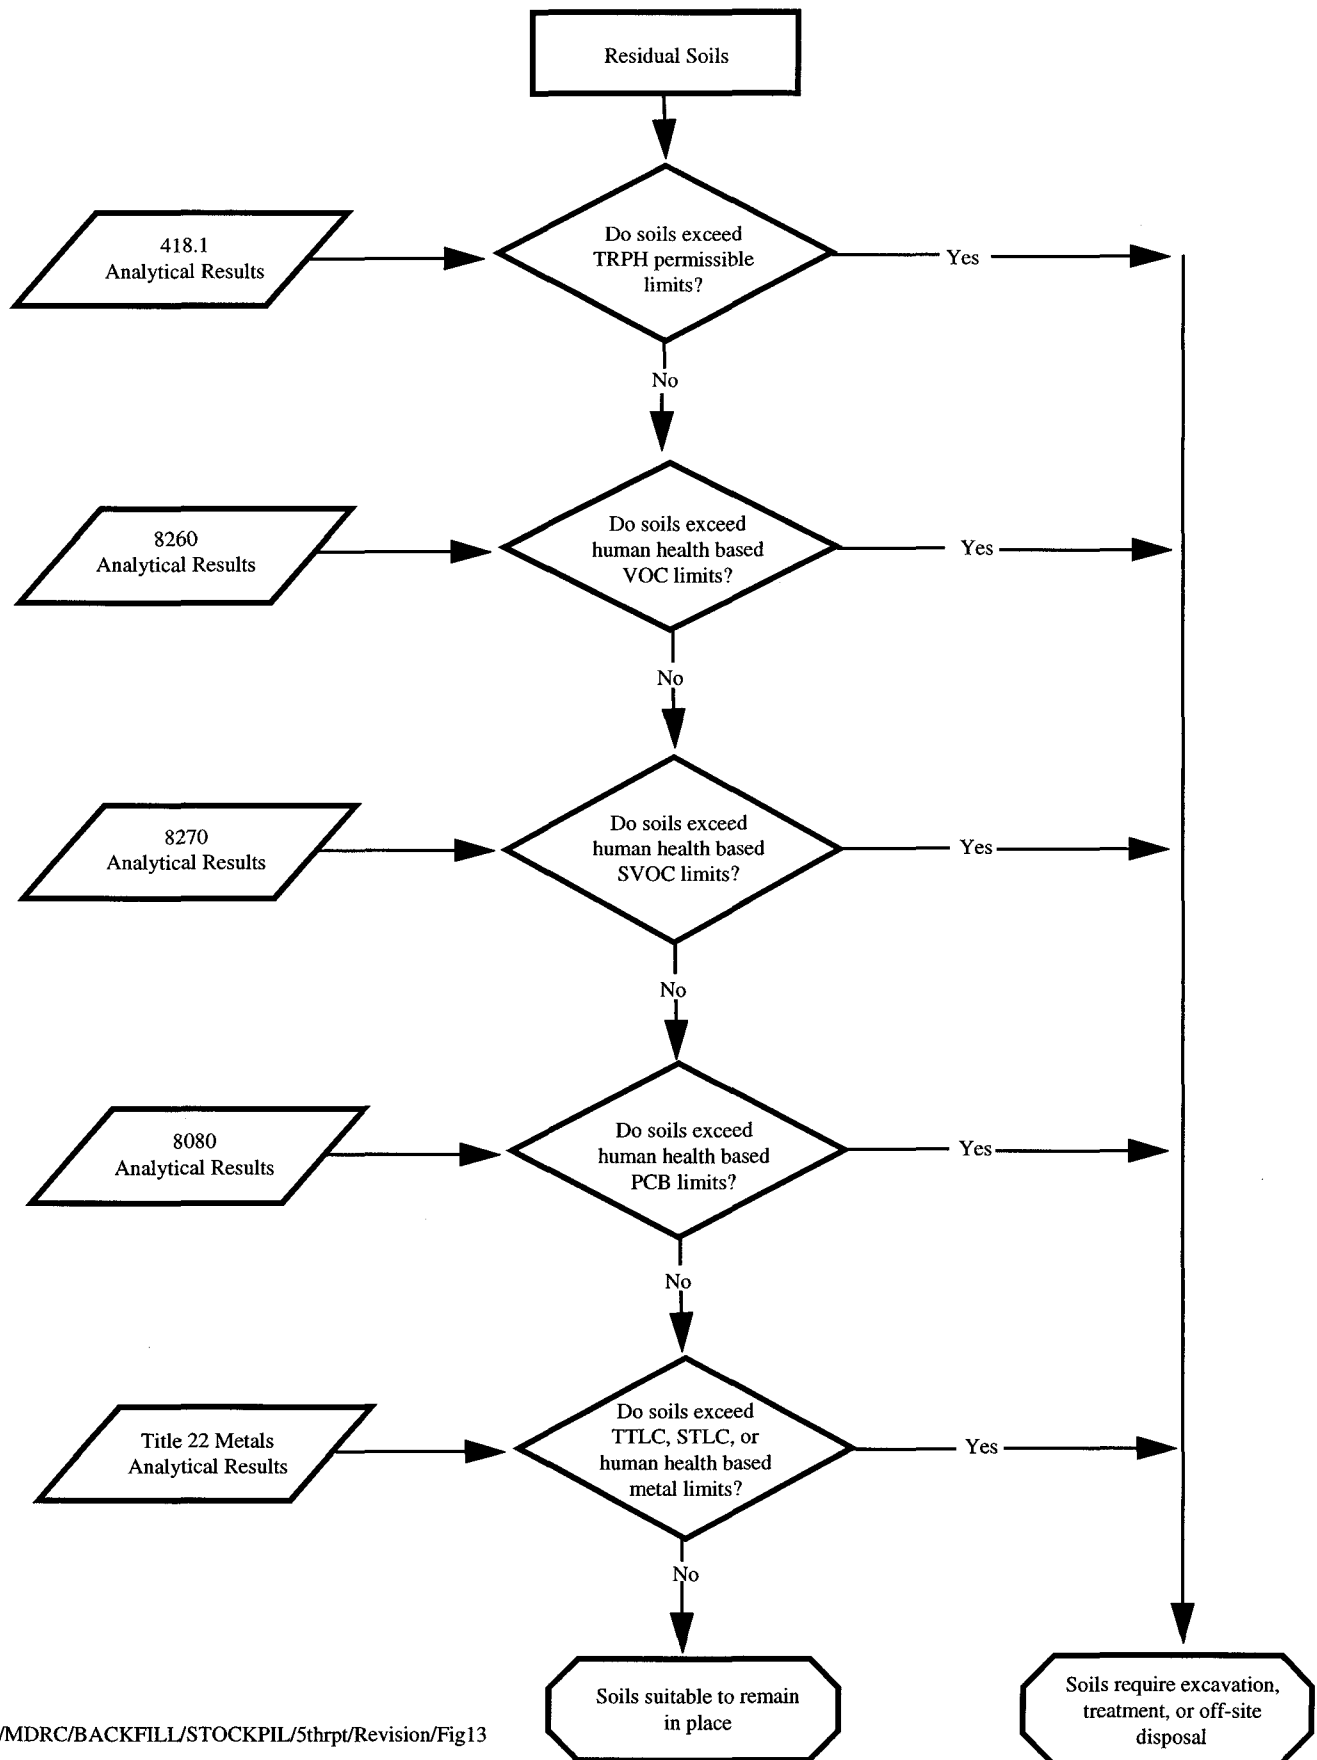 Residual Soils
418.1
Analytical Results
Do soils exceed
TRPH permissible
limits?
Yes
No
8260
Analytical Results
Do soils exceed
human health based
VOC limits?
Yes
No
8270
Analytical Results
Do soils exceed
human health based
SVOC limits?
Yes
No
8080
Analytical Results
Do soils exceed
human health based
PCB limits?
Yes
No
Title 22 Metals
Analytical Results
Do soils exceed
TTLC, STLC, or
human health based
metal limits?
Yes
No
Soils suitable to remain
in place
Soils require excavation,
treatment, or off-site
disposal
/MDRC/BACKFILL/STOCKPIL/5thrpt/Revision/Fig13